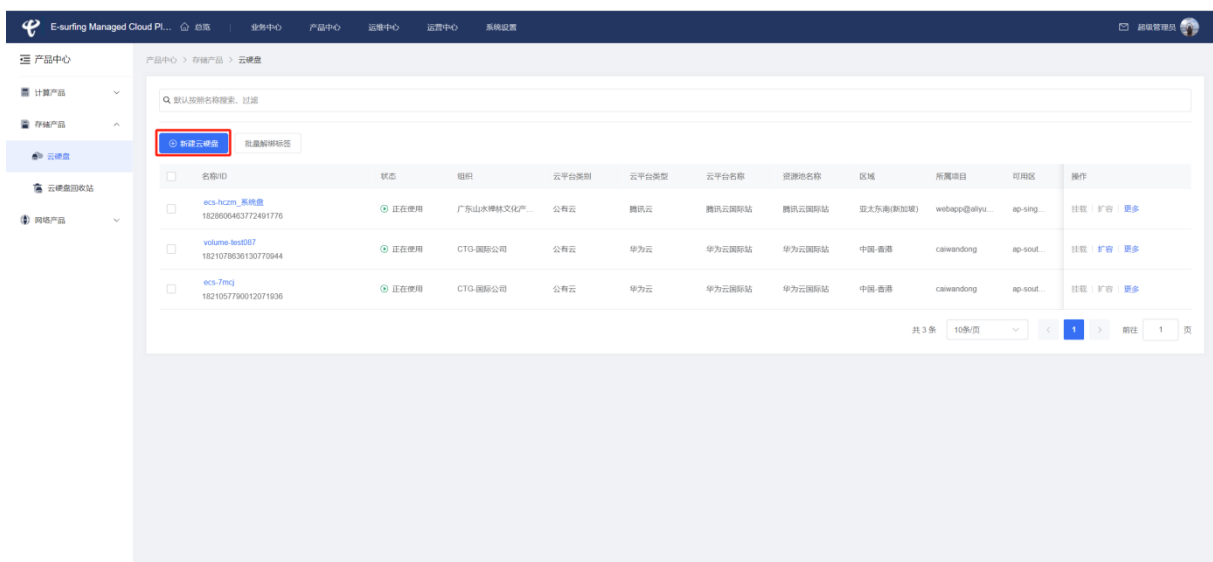 E-surfing Managed Cloud Pl... 总览 业务中心 产品中心 运维中心 运营中心 系统设置 超级管理员
产品中心
产品中心 > 存储产品 > 云硬盘
计算产品
存储产品
云硬盘
云硬盘回收站
网络产品
默认按照名称搜索、过滤
新建云硬盘 批量解绑标签
名称/ID 状态 组织 云平台类别 云平台类型 云平台名称 资源池名称 区域 所属项目 可用区 操作
ecs-hczm_系统盘
1828606463772491776 正在使用 广东山水禅林文化产... 公有云 腾讯云 腾讯云国际站 腾讯云国际站 亚太东南(新加坡) webapp@aliyu... ap-sing... 挂载 扩容 更多
volume-test087
1821078636130770944 正在使用 CTG-国际公司 公有云 华为云 华为云国际站 华为云国际站 中国-香港 caiwandong ap-sout... 挂载 扩容 更多
ecs-7mcj
1821057790012071936 正在使用 CTG-国际公司 公有云 华为云 华为云国际站 华为云国际站 中国-香港 caiwandong ap-sout... 挂载 扩容 更多
共 3 条 10条/页 < 1 > 前往 1 页